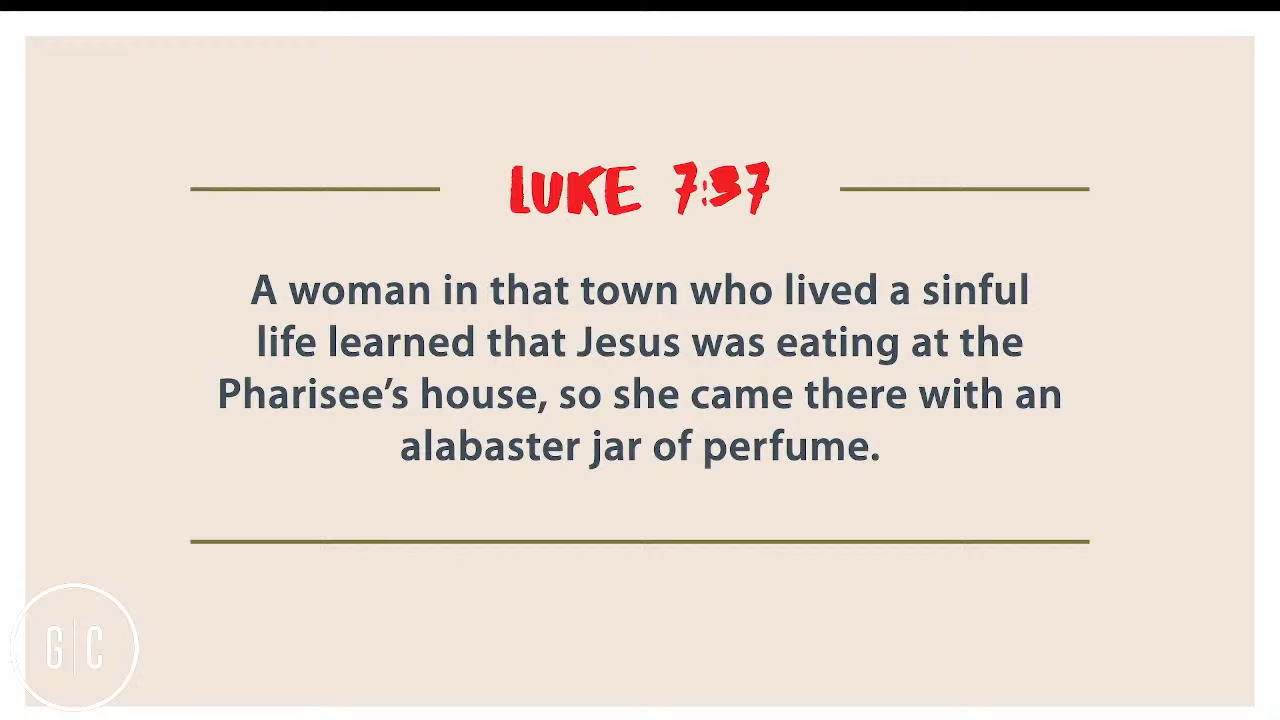 LUKE 7:37
A woman in that town who lived a sinful
life learned that Jesus was eating at the
Pharisee’s house, so she came there with an
alabaster jar of perfume.
G|C